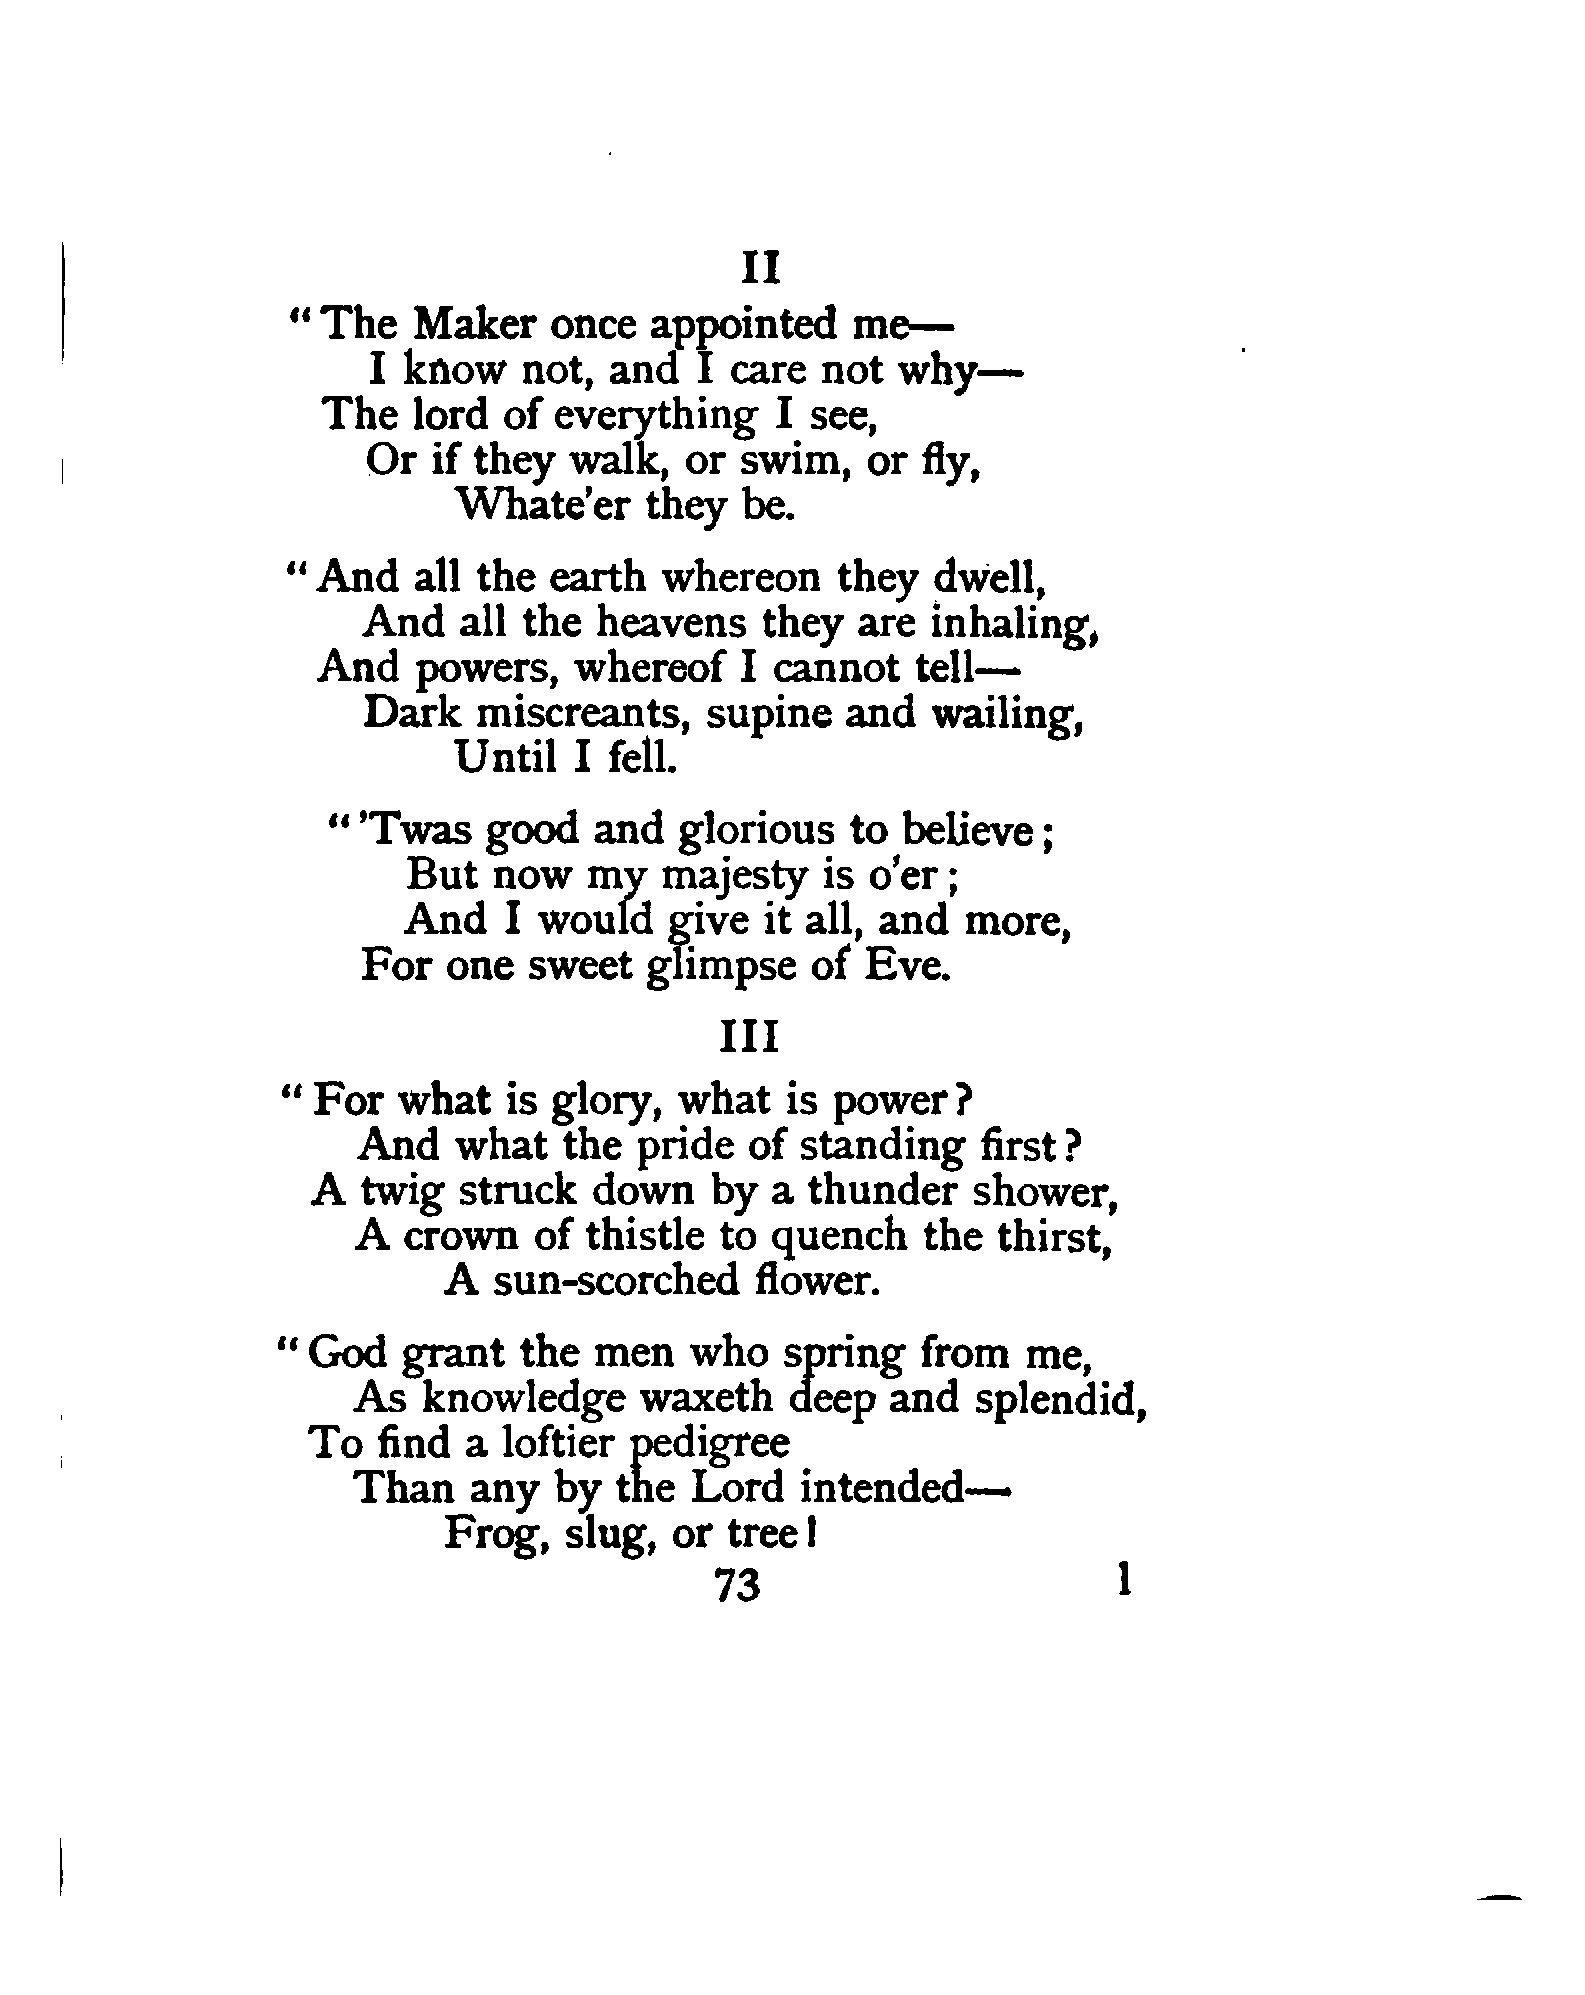 II
“The Maker once appointed me—
I know not, and I care not why—
The lord of everything I see,
Or if they walk, or swim, or fly,
Whate'er they be.
“And all the earth whereon they dwell,
And all the heavens they are inhaling,
And powers, whereof I cannot tell—
Dark miscreants, supine and wailing,
Until I fell.
“'Twas good and glorious to believe;
But now my majesty is o'er;
And I would give it all, and more,
For one sweet glimpse of Eve.
III
“For what is glory, what is power?
And what the pride of standing first?
A twig struck down by a thunder shower,
A crown of thistle to quench the thirst,
A sun-scorched flower.
“God grant the men who spring from me,
As knowledge waxeth deep and splendid,
To find a loftier pedigree
Than any by the Lord intended—
Frog, slug, or tree!
73 l